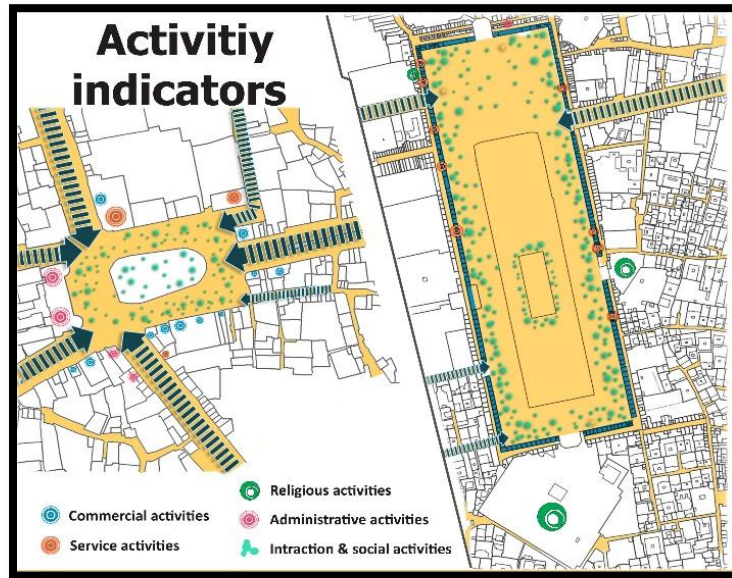 Activitiy
indicators
Commercial activities
Service activities
Religious activities
Administrative activities
Intraction & social activities